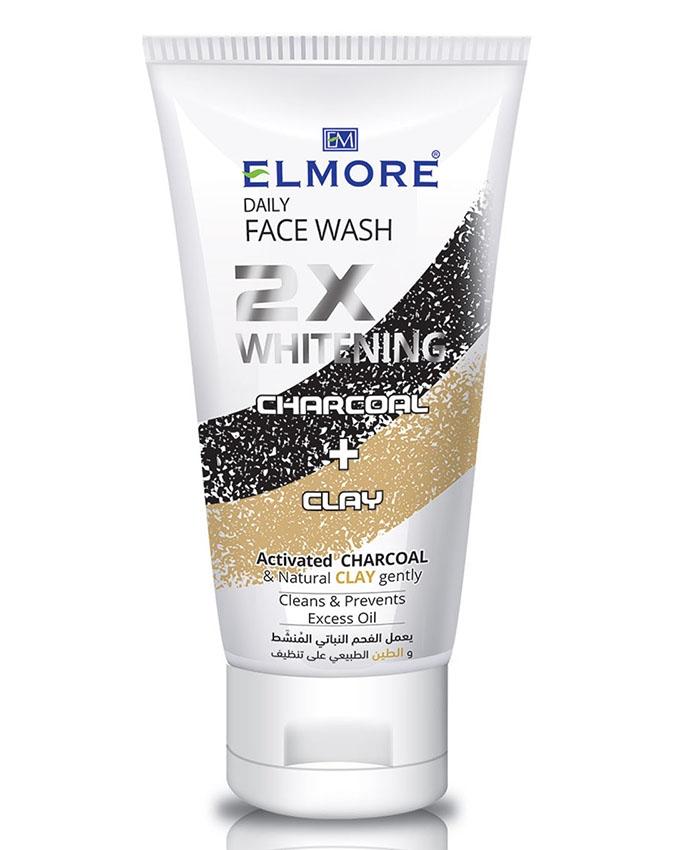 EM
ELMORE®
DAILY
FACE WASH
2X
WHITENING
CHARCOAL
+
CLAY
Activated CHARCOAL
& Natural CLAY gently
Cleans & Prevents
Excess Oil
يعمل الفحم النباتي المُنشَّط
و الطين الطبيعي على تنظيف